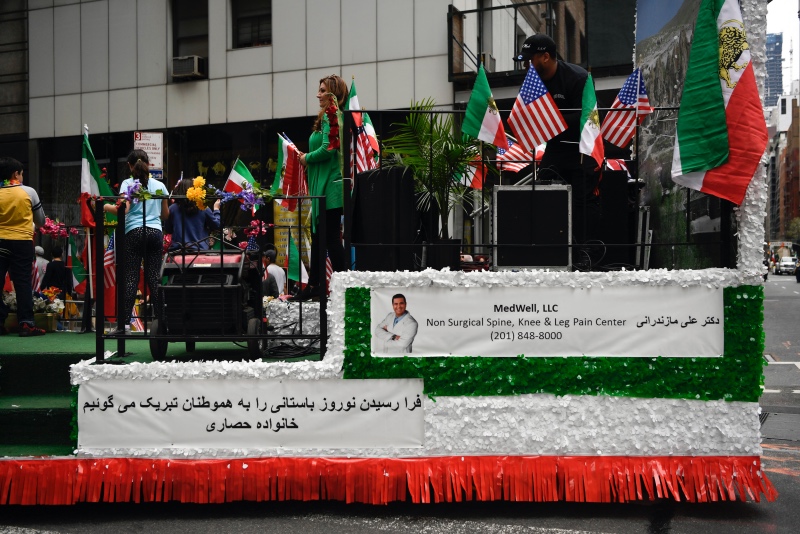 MedWell, LLC
Non Surgical Spine, Knee & Leg Pain Center دکتر علی مازندرانی
(201) 848-8000
فرا رسیدن نوروز باستانی را به هموطنان تبریک می گوئیم
خانواده حصاری